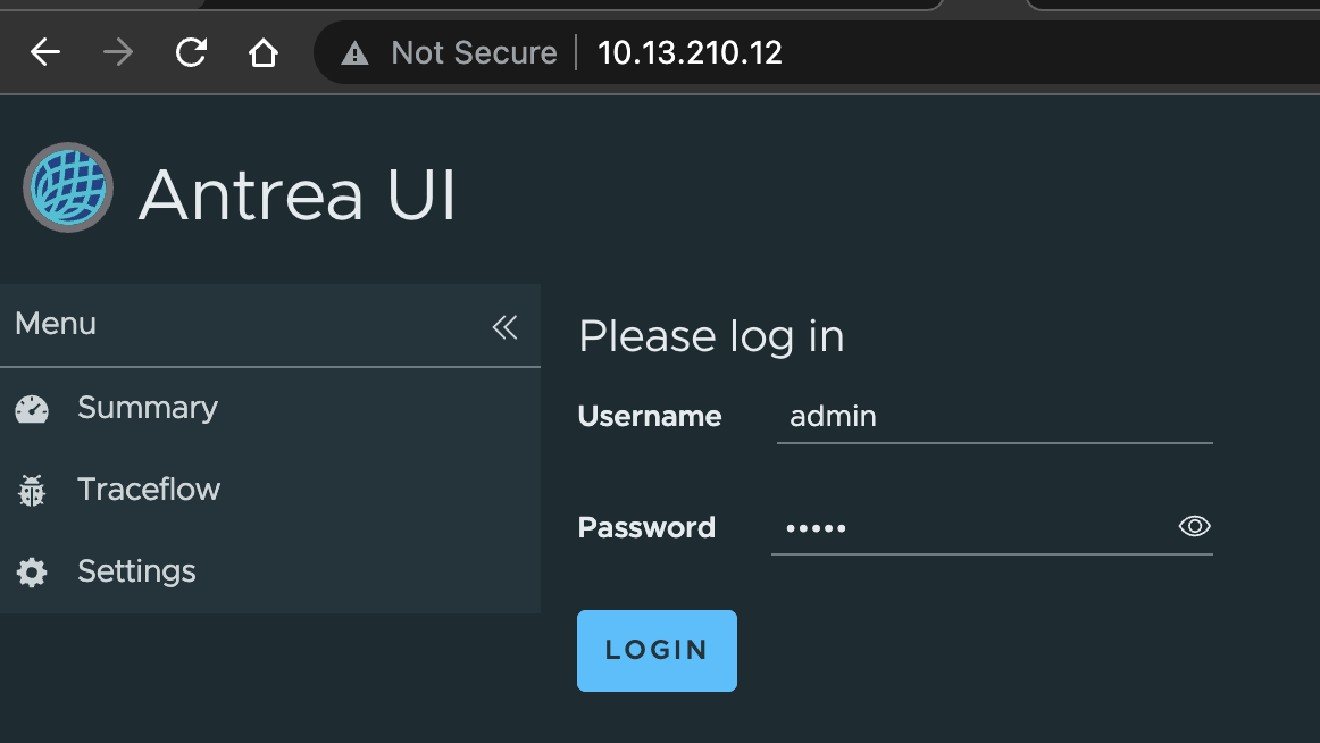 Not Secure 10.13.210.12
Antrea UI
Menu
Summary
Traceflow
Settings
Please log in
Username admin
Password •••••
LOGIN